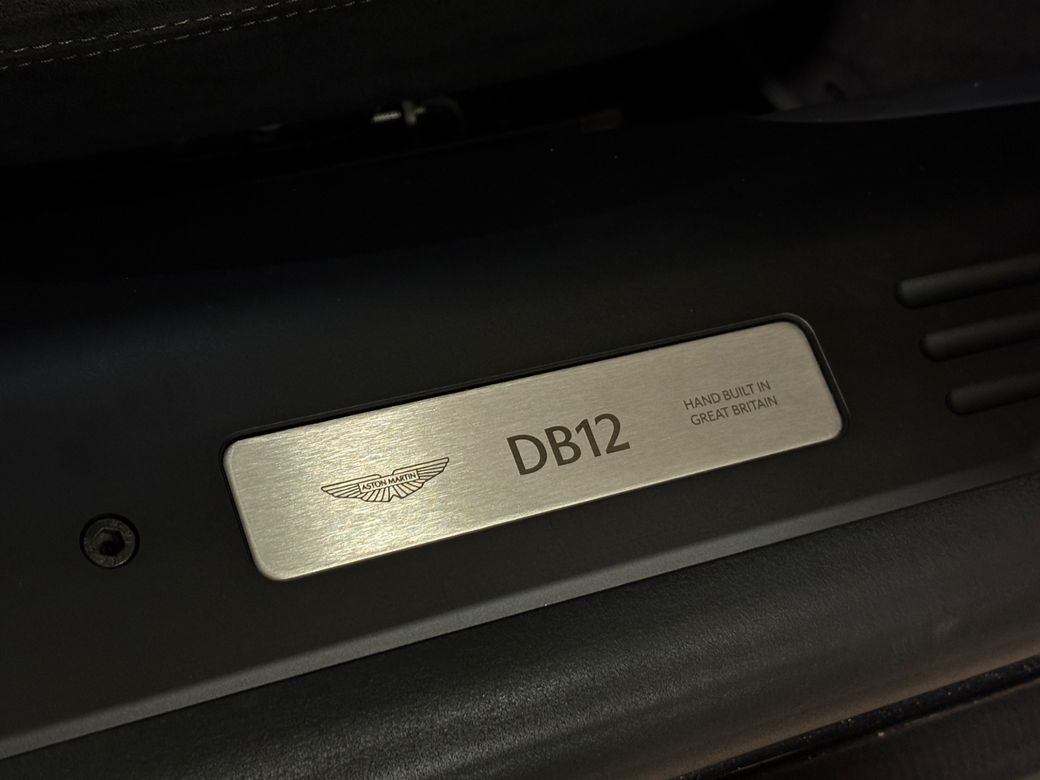 ASTON MARTIN
DB12
HAND BUILT IN
GREAT BRITAIN